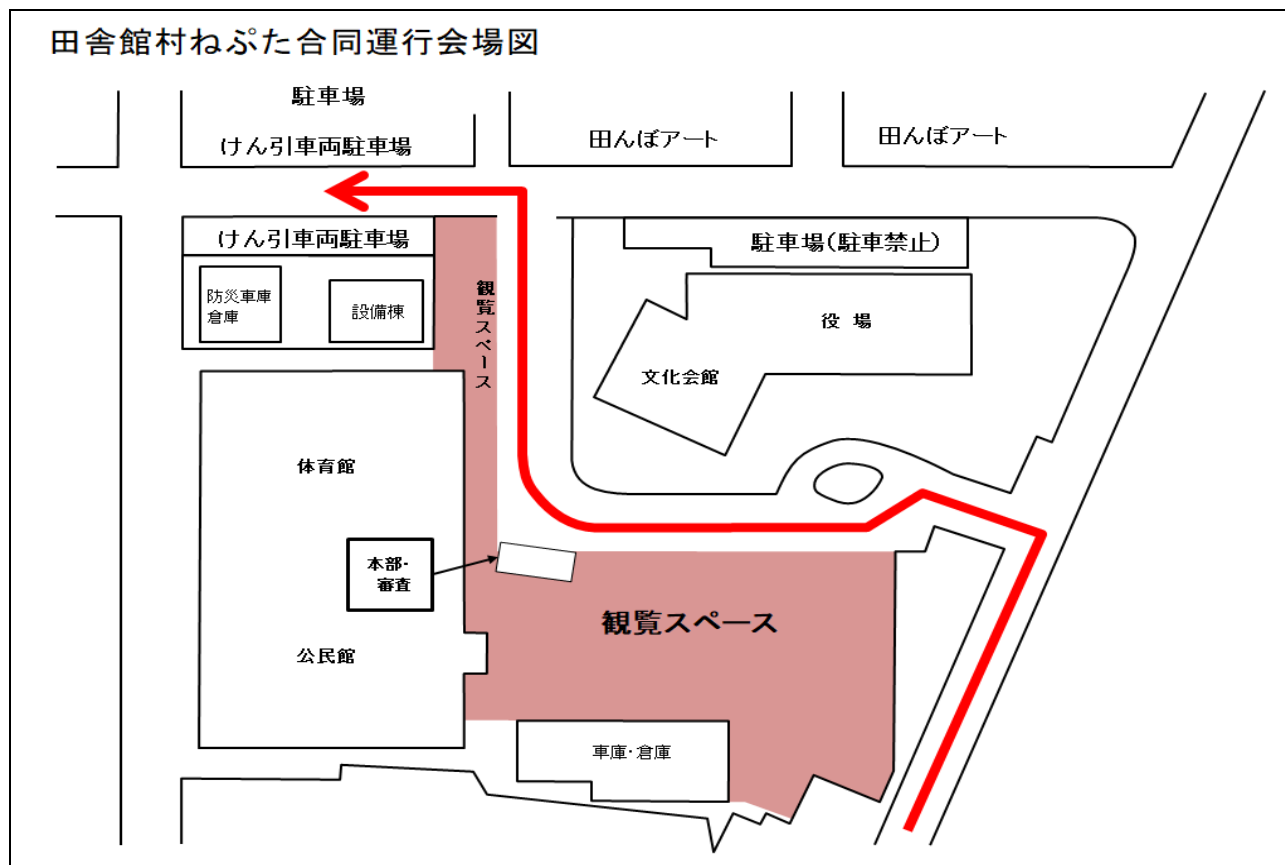 田舎館村ねぷた合同運行会場図
駐車場
けん引車両駐車場
田んぼアート
田んぼアート
けん引車両駐車場
防災車庫
倉庫
設備棟
観覧スペース
駐車場(駐車禁止)
役 場
文化会館
体育館
本部・
審査
公民館
観覧スペース
車庫・倉庫